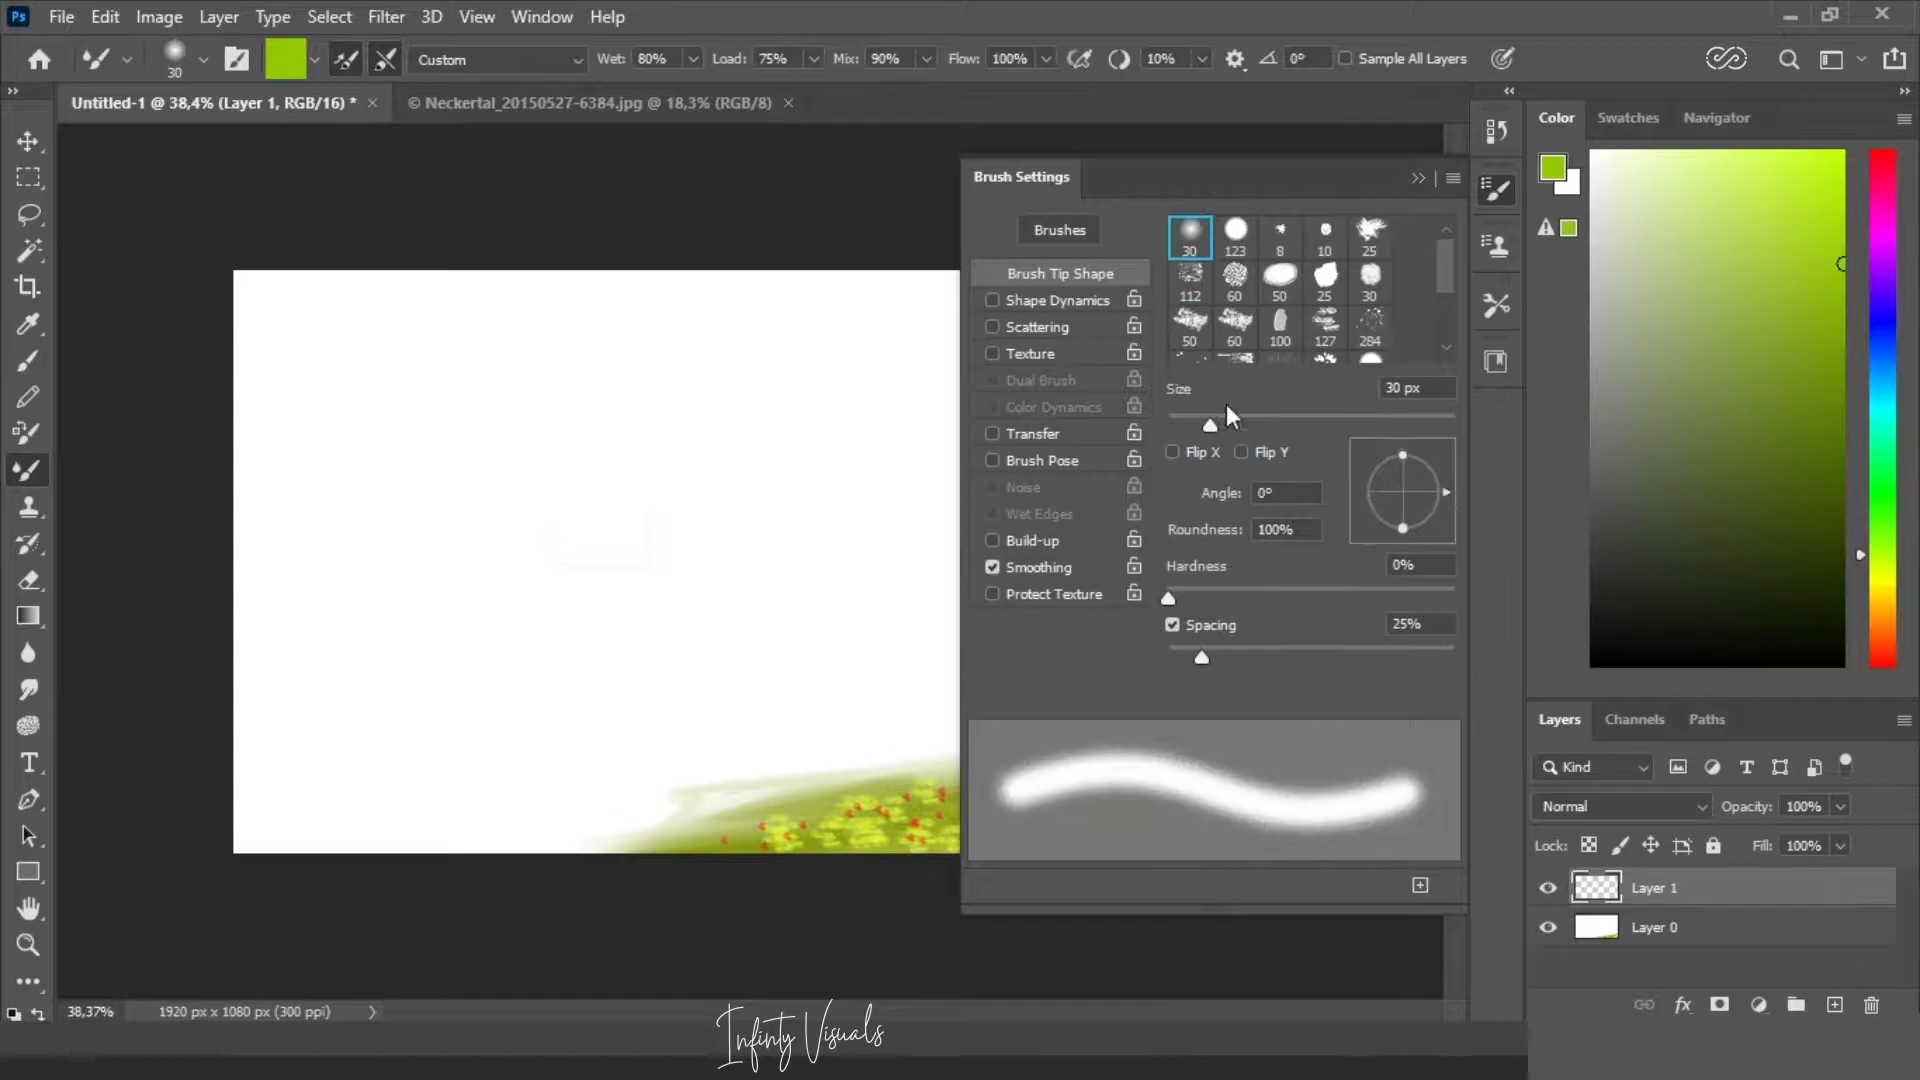 Ps File Edit Image Layer Type Select Filter 3D View Window Help
30 Custom Wet: 80% Load: 75% Mix: 90% Flow: 100% 10% 0° Sample All Layers
Untitled-1 @ 38,4% (Layer 1, RGB/16) * © Neckertal_20150527-6384.jpg @ 18,3% (RGB/8)
Color Swatches Navigator
Brush Settings
Brushes
Brush Tip Shape
Shape Dynamics
Scattering
Texture
Dual Brush
Color Dynamics
Transfer
Brush Pose
Noise
Wet Edges
Build-up
Smoothing
Protect Texture
30 123 8 10 25
112 60 50 25 30
50 60 100 127 284
Size 30 px
Flip X Flip Y
Angle: 0°
Roundness: 100%
Hardness 0%
Spacing 25%
Layers Channels Paths
Kind
Normal Opacity: 100%
Lock: Fill: 100%
Layer 1
Layer 0
fx
38,37% 1920 px x 1080 px (300 ppi)
Infinty Visuals